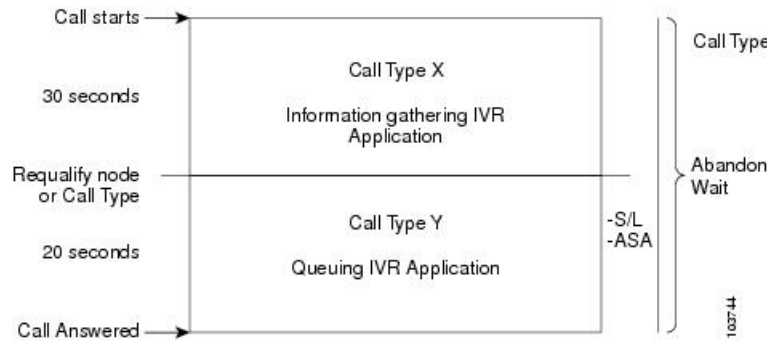 Call starts
Call Type X
Call Type
30 seconds
Information gathering IVR
Application
Requalify node
or Call Type
Abandon
Wait
Call Type Y
-S/L
-ASA
20 seconds
Queuing IVR Application
Call Answered
103744